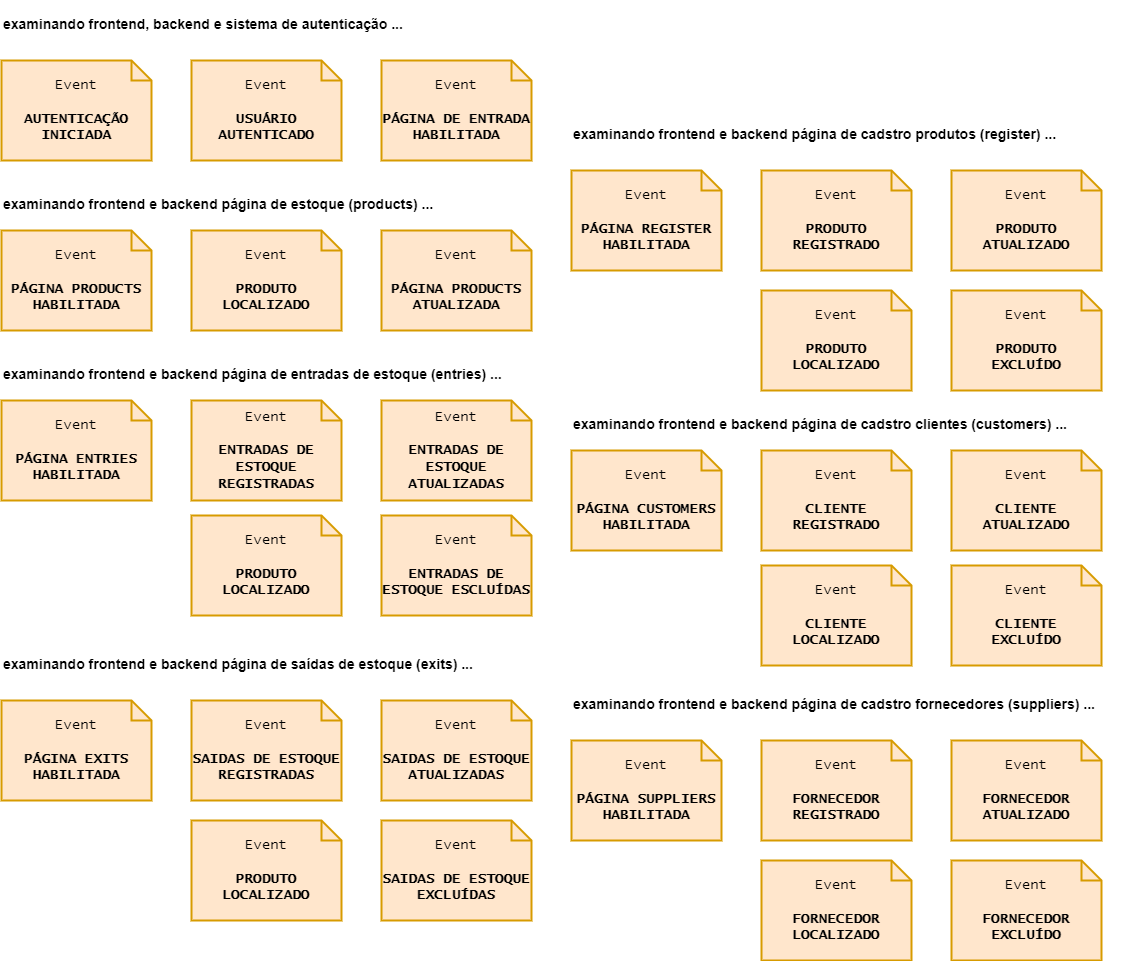 examinando frontend, backend e sistema de autenticação ...
Event
AUTENTICAÇÃO
INICIADA
Event
USUÁRIO
AUTENTICADO
Event
PÁGINA DE ENTRADA
HABILITADA
examinando frontend e backend página de estoque (products) ...
Event
PÁGINA PRODUCTS
HABILITADA
Event
PRODUTO
LOCALIZADO
Event
PÁGINA PRODUCTS
ATUALIZADA
examinando frontend e backend página de entradas de estoque (entries) ...
Event
PÁGINA ENTRIES
HABILITADA
Event
ENTRADAS DE
ESTOQUE
REGISTRADAS
Event
ENTRADAS DE
ESTOQUE
ATUALIZADAS
Event
PRODUTO
LOCALIZADO
Event
ENTRADAS DE
ESTOQUE ESCLUÍDAS
examinando frontend e backend página de saídas de estoque (exits) ...
Event
PÁGINA EXITS
HABILITADA
Event
SAIDAS DE ESTOQUE
REGISTRADAS
Event
SAIDAS DE ESTOQUE
ATUALIZADAS
Event
PRODUTO
LOCALIZADO
Event
SAIDAS DE ESTOQUE
EXCLUÍDAS
examinando frontend e backend página de cadstro produtos (register) ...
Event
PÁGINA REGISTER
HABILITADA
Event
PRODUTO
REGISTRADO
Event
PRODUTO
ATUALIZADO
Event
PRODUTO
LOCALIZADO
Event
PRODUTO
EXCLUÍDO
examinando frontend e backend página de cadstro clientes (customers) ...
Event
PÁGINA CUSTOMERS
HABILITADA
Event
CLIENTE
REGISTRADO
Event
CLIENTE
ATUALIZADO
Event
CLIENTE
LOCALIZADO
Event
CLIENTE
EXCLUÍDO
examinando frontend e backend página de cadstro fornecedores (suppliers) ...
Event
PÁGINA SUPPLIERS
HABILITADA
Event
FORNECEDOR
REGISTRADO
Event
FORNECEDOR
ATUALIZADO
Event
FORNECEDOR
LOCALIZADO
Event
FORNECEDOR
EXCLUÍDO